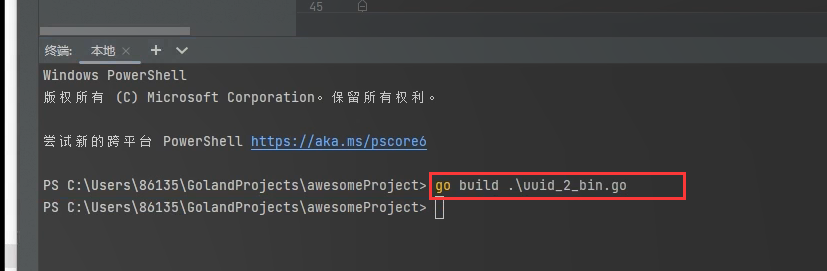 45
终端: 本地 × + ∨
Windows PowerShell
版权所有 (C) Microsoft Corporation。保留所有权利。
尝试新的跨平台 PowerShell https://aka.ms/pscore6
PS C:\Users\86135\GolandProjects\awesomeProject> go build .\uuid_2_bin.go
PS C:\Users\86135\GolandProjects\awesomeProject>